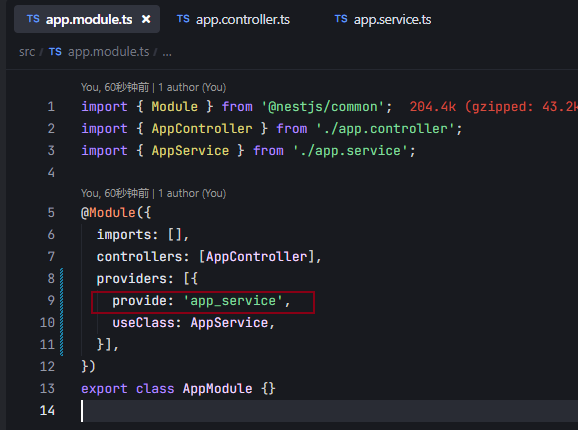 TS app.module.ts × TS app.controller.ts TS app.service.ts
src / TS app.module.ts / ...
You, 60秒钟前 | 1 author (You)
1 import { Module } from '@nestjs/common'; 204.4k (gzipped: 43.2k
2 import { AppController } from './app.controller';
3 import { AppService } from './app.service';
4
You, 60秒钟前 | 1 author (You)
5 @Module({
6 imports: [],
7 controllers: [AppController],
8 providers: [{
9 provide: 'app_service',
10 useClass: AppService,
11 }],
12 })
13 export class AppModule {}
14